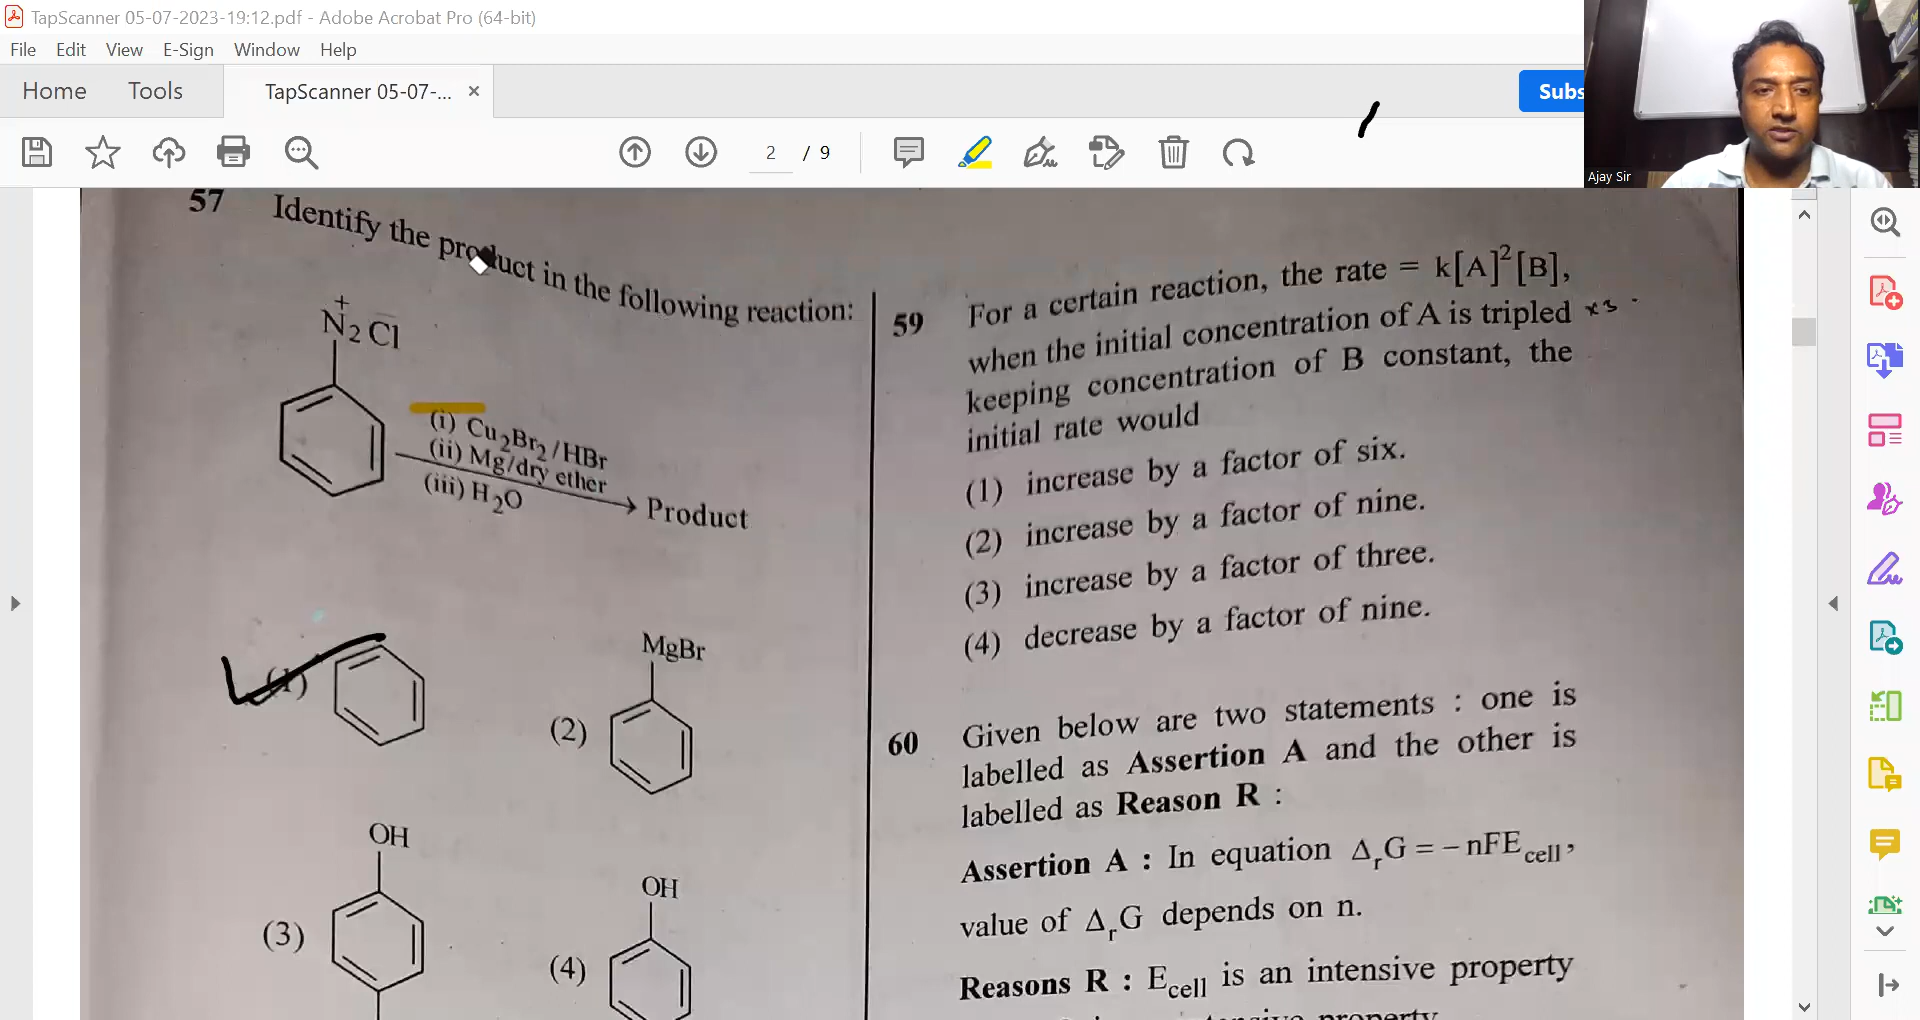 TapScanner 05-07-2023-19:12.pdf - Adobe Acrobat Pro (64-bit)
File Edit View E-Sign Window Help
Home Tools TapScanner 05-07-... ×
Subs
2 / 9
Ajay Sir
57 Identify the product in the following reaction:
N₂Cl
+
(i) Cu₂Br₂/HBr
(ii) Mg/dry ether
(iii) H₂O
Product
(1)
(2)
MgBr
(3)
OH
(4)
OH
59 For a certain reaction, the rate = k[A]²[B],
when the initial concentration of A is tripled ×3
keeping concentration of B constant, the
initial rate would
(1) increase by a factor of six.
(2) increase by a factor of nine.
(3) increase by a factor of three.
(4) decrease by a factor of nine.
60 Given below are two statements : one is
labelled as Assertion A and the other is
labelled as Reason R :
Assertion A : In equation ΔᵣG = – nFE cell,
value of ΔᵣG depends on n.
Reasons R : E cell is an intensive property
property